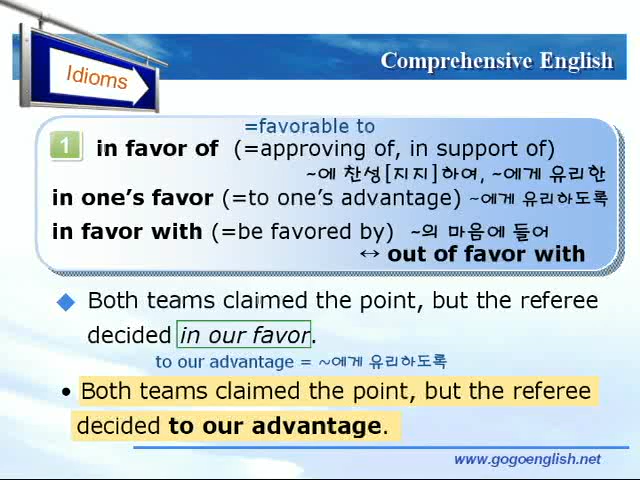 Idioms
Comprehensive English
=favorable to
1 in favor of (=approving of, in support of)
~에 찬성[지지]하여, ~에게 유리한
in one’s favor (=to one’s advantage) ~에게 유리하도록
in favor with (=be favored by) ~의 마음에 들어
↔ out of favor with
Both teams claimed the point, but the referee
decided in our favor.
to our advantage = ~에게 유리하도록
• Both teams claimed the point, but the referee
decided to our advantage.
www.gogoenglish.net